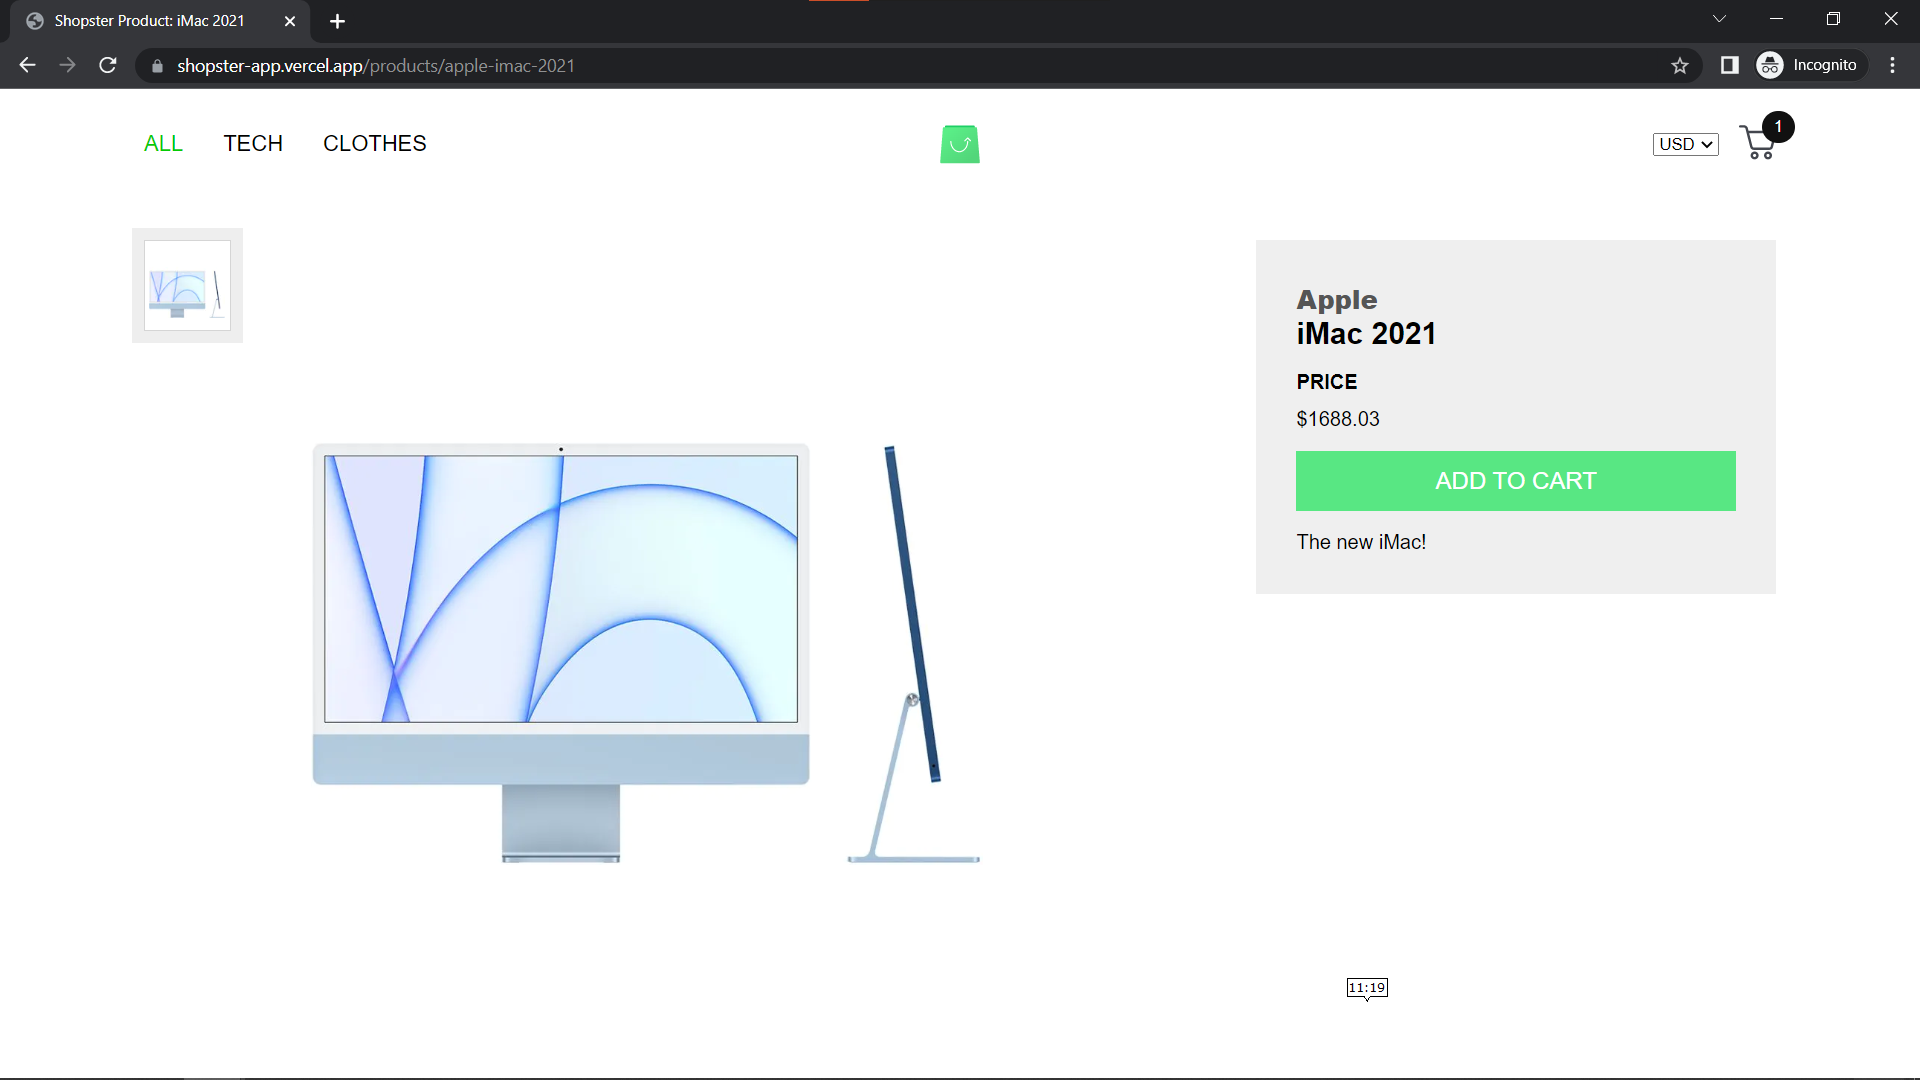 Shopster Product: iMac 2021
shopster-app.vercel.app/products/apple-imac-2021
Incognito
ALL
TECH
CLOTHES
USD
1
Apple
iMac 2021
PRICE
$1688.03
ADD TO CART
The new iMac!
11:19